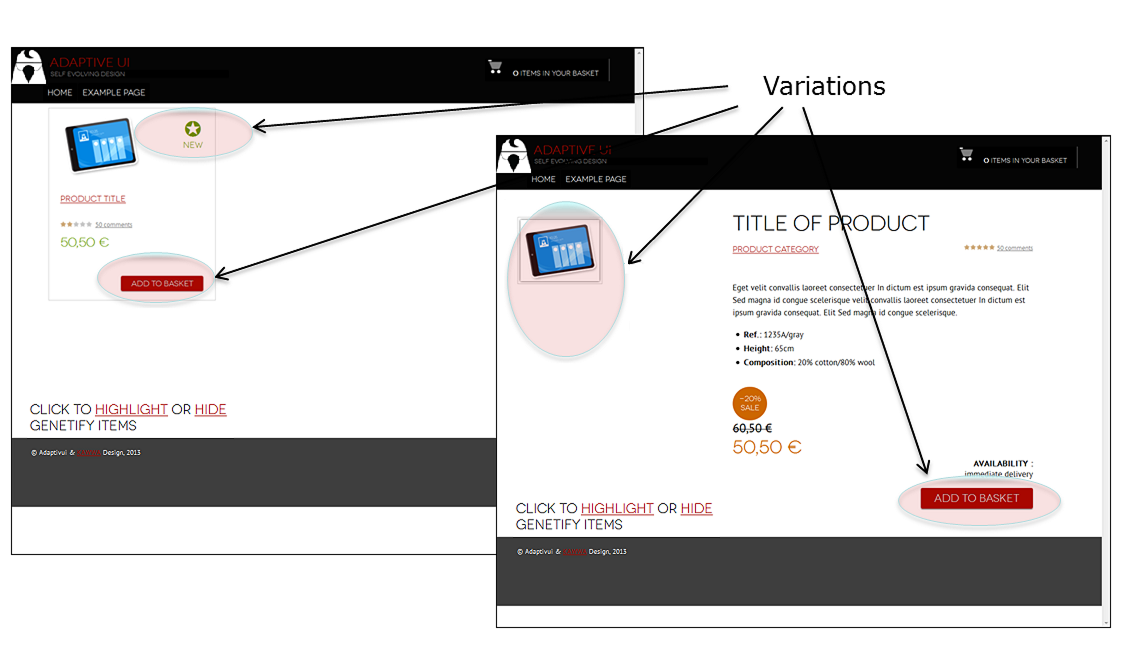 Variations
ADAPTIVE UI
SELF EVOLVING DESIGN
0 ITEMS IN YOUR BASKET
HOME EXAMPLE PAGE
NEW
PRODUCT TITLE
50 comments
50,50 €
ADD TO BASKET
CLICK TO HIGHLIGHT OR HIDE
GENETIFY ITEMS
© Adaptivui & Design, 2013
ADAPTIVE UI
SELF EVOLVING DESIGN
0 ITEMS IN YOUR BASKET
HOME EXAMPLE PAGE
TITLE OF PRODUCT
PRODUCT CATEGORY
50 comments
Eget velit convallis laoreet consectetuer In dictum est ipsum gravida consequat. Elit
Sed magna id congue scelerisque velit convallis laoreet consectetuer In dictum est
ipsum gravida consequat. Elit Sed magna id congue scelerisque.
• Ref.: 1235A/gray
• Height: 65cm
• Composition: 20% cotton/80% wool
-20%
SALE
60,50 €
50,50 €
AVAILABILITY :
immediate delivery
ADD TO BASKET
CLICK TO HIGHLIGHT OR HIDE
GENETIFY ITEMS
© Adaptivui & Design, 2013